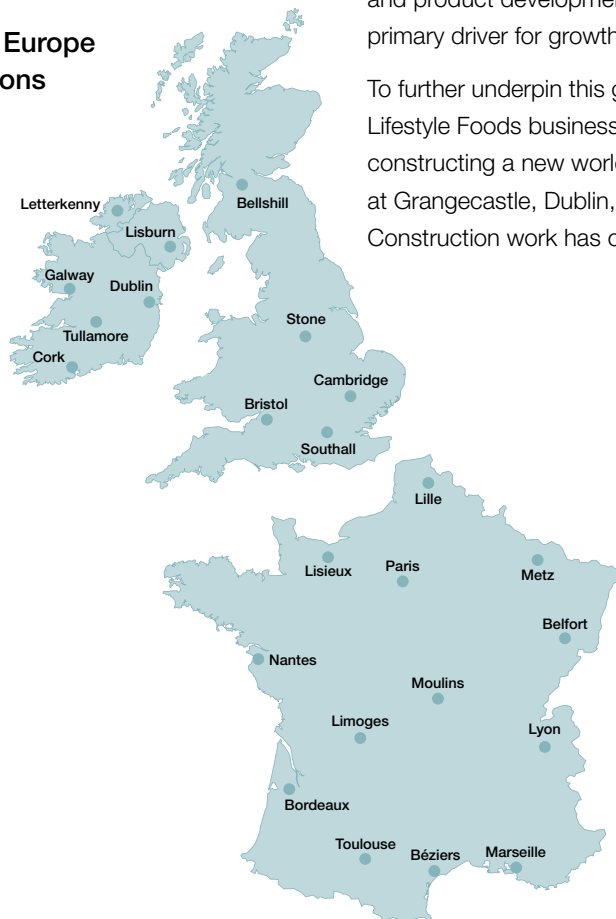 Europe
ons
and product developmen
primary driver for growth
To further underpin this g
Lifestyle Foods business
constructing a new world
at Grangecastle, Dublin,
Construction work has c
Letterkenny
Bellshill
Lisburn
Galway
Dublin
Stone
Tullamore
Cork
Cambridge
Bristol
Southall
Lille
Lisieux
Paris
Metz
Belfort
Nantes
Moulins
Limoges
Lyon
Bordeaux
Toulouse
Béziers
Marseille